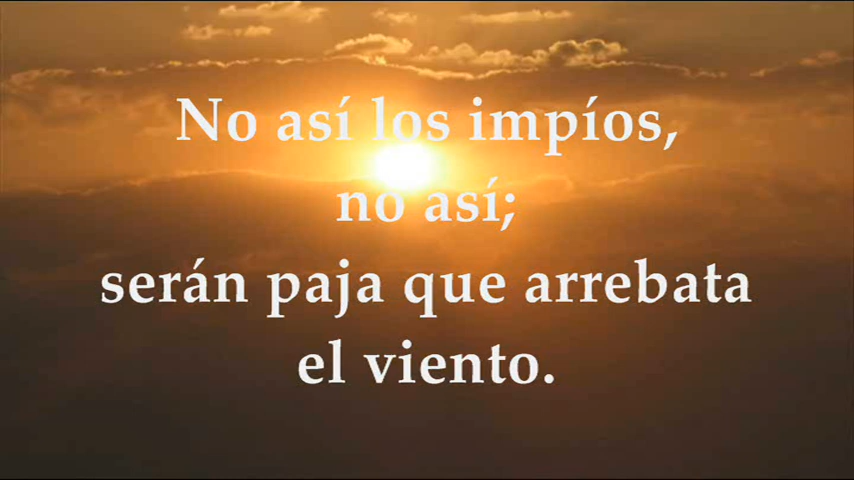 No así los impíos,
no así;
serán paja que arrebata
el viento.